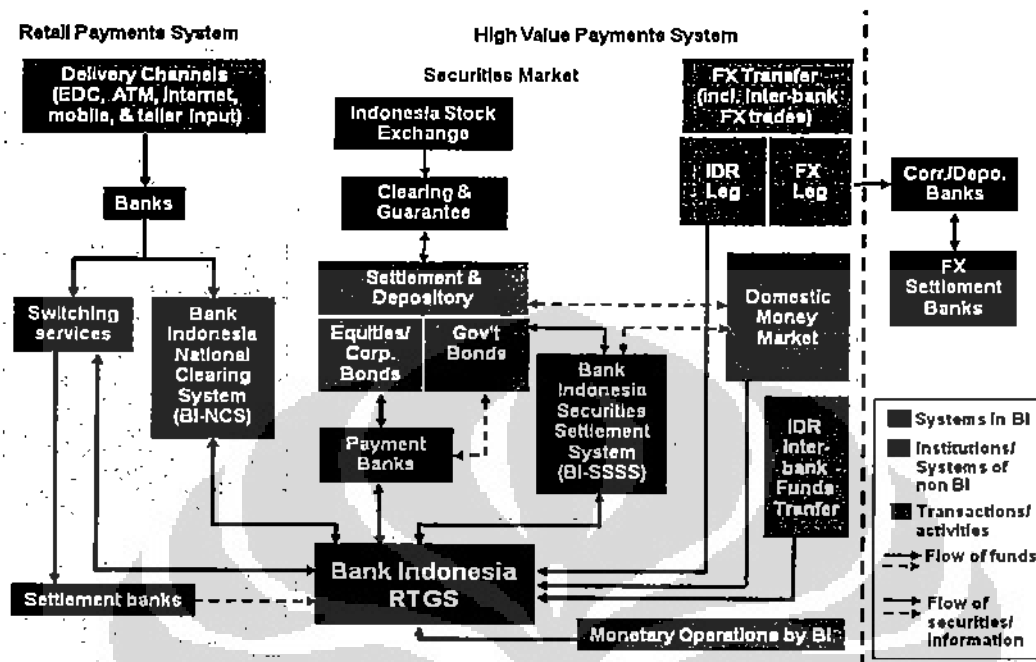 Retail Payments System
High Value Payments System
Delivery Channels
(EDC, ATM, Internet,
mobile, & teller input)
Securities Market
FX Transfer
(incl. Inter-bank
FX trades)
Indonesia Stock
Exchange
IDR
Leg
FX
Leg
Corr./Depo.
Banks
Clearing &
Guarantee
Banks
FX
Settlement
Banks
Settlement &
Depository
Domestic
Money
Market
Switching
services
Bank
Indonesia
National
Clearing
System
(BI-NCS)
Equities/
Corp.
Bonds
Gov't
Bonds
Bank
Indonesia
Securities
Settlement
System
(BI-SSSS)
Payment
Banks
IDR
Inter-
bank
Funds
Tranfer
Systems in BI
Institutions/
Systems of
non BI
Transactions/
activities
Flow of funds
Flow of
securities/
information
Bank Indonesia
RTGS
Settlement banks
Monetary Operations by BI